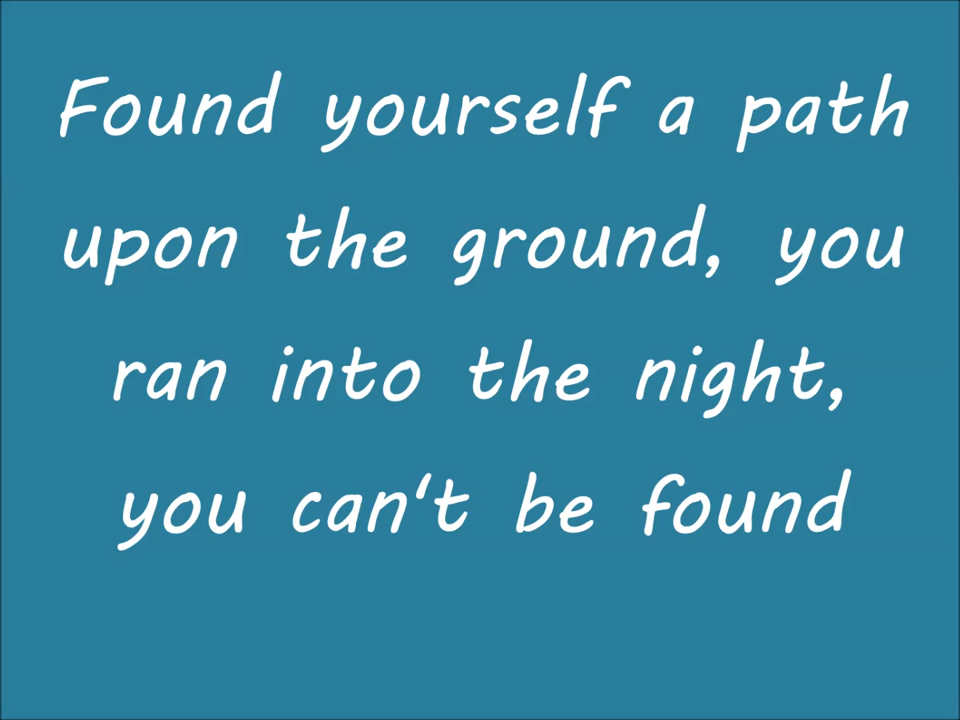 Found yourself a path
upon the ground, you
ran into the night,
you can't be found